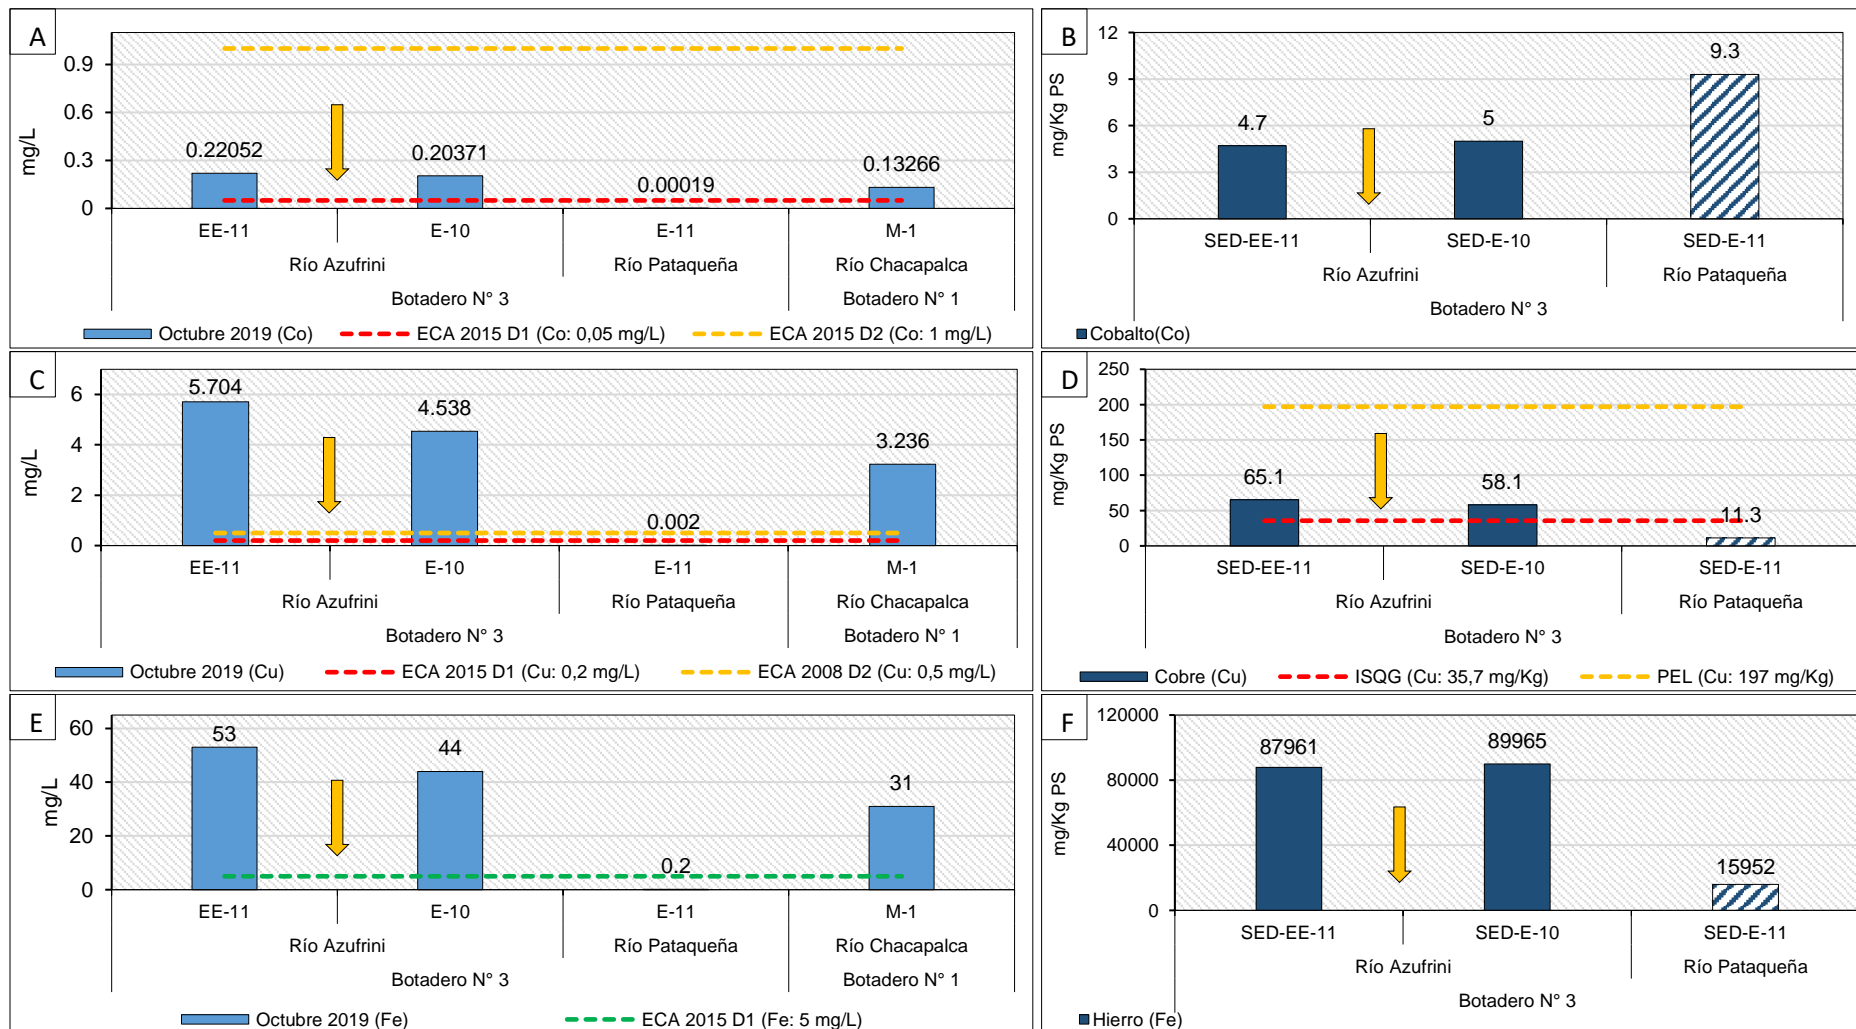 A
mg/L
0.9
0.6
0.3
0
0.22052
0.20371
0.00019
0.13266
EE-11
E-10
E-11
M-1
Río Azufrini
Río Pataqueña
Río Chacapalca
Botadero N° 3
Botadero N° 1
Octubre 2019 (Co)
ECA 2015 D1 (Co: 0,05 mg/L)
ECA 2015 D2 (Co: 1 mg/L)
B
mg/Kg PS
12
9
6
3
0
4.7
5
9.3
SED-EE-11
SED-E-10
SED-E-11
Río Azufrini
Río Pataqueña
Botadero N° 3
Cobalto(Co)
C
mg/L
6
4
2
0
5.704
4.538
0.002
3.236
EE-11
E-10
E-11
M-1
Río Azufrini
Río Pataqueña
Río Chacapalca
Botadero N° 3
Botadero N° 1
Octubre 2019 (Cu)
ECA 2015 D1 (Cu: 0,2 mg/L)
ECA 2008 D2 (Cu: 0,5 mg/L)
D
mg/Kg PS
250
200
150
100
50
0
65.1
58.1
11.3
SED-EE-11
SED-E-10
SED-E-11
Río Azufrini
Río Pataqueña
Botadero N° 3
Cobre (Cu)
ISQG (Cu: 35,7 mg/Kg)
PEL (Cu: 197 mg/Kg)
E
mg/L
60
40
20
0
53
44
0.2
31
EE-11
E-10
E-11
M-1
Río Azufrini
Río Pataqueña
Río Chacapalca
Botadero N° 3
Botadero N° 1
Octubre 2019 (Fe)
ECA 2015 D1 (Fe: 5 mg/L)
F
mg/Kg PS
120000
80000
40000
0
87961
89965
15952
SED-EE-11
SED-E-10
SED-E-11
Río Azufrini
Río Pataqueña
Botadero N° 3
Hierro (Fe)